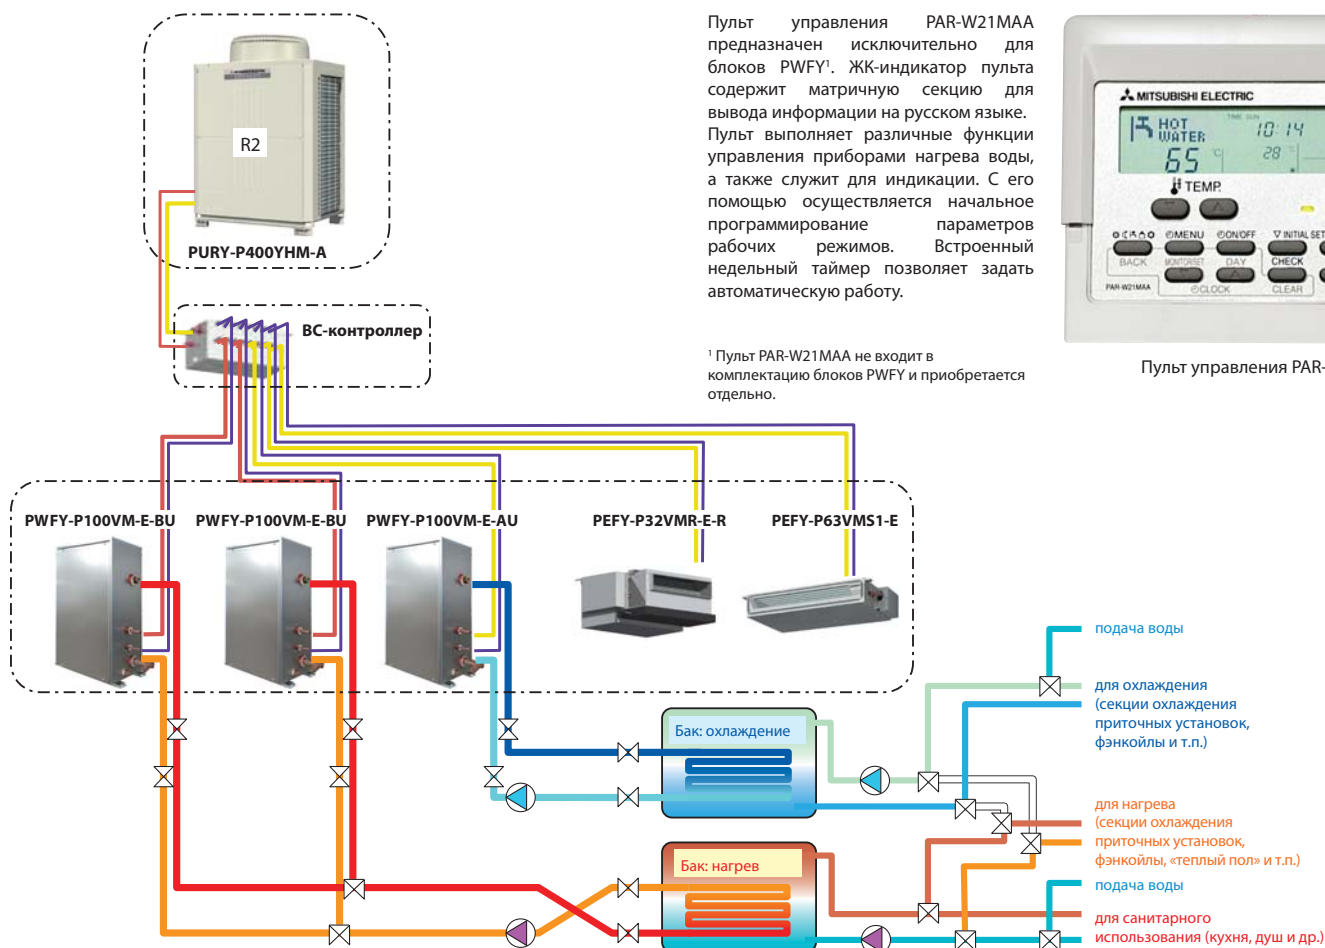 R2
PURY-P400YHM-A
BC-контроллер
Пульт управления PAR-W21MAA
предназначен исключительно для
блоков PWFY¹. ЖК-индикатор пульта
содержит матричную секцию для
вывода информации на русском языке.
Пульт выполняет различные функции
управления приборами нагрева воды,
а также служит для индикации. С его
помощью осуществляется начальное
программирование параметров
рабочих режимов. Встроенный
недельный таймер позволяет задать
автоматическую работу.
¹ Пульт PAR-W21MAA не входит в
комплектацию блоков PWFY и приобретается
отдельно.
MITSUBISHI ELECTRIC
TIME SUN
HOT
WATER
10:14
65 °C
28 °C
TEMP.
MENU ON/OFF ▽ INITIAL SET
BACK MONITOR/SET DAY CHECK
PAR-W21MAA CLOCK CLEAR
Пульт управления PAR-
PWFY-P100VM-E-BU PWFY-P100VM-E-BU PWFY-P100VM-E-AU PEFY-P32VMR-E-R PEFY-P63VMS1-E
Бак: охлаждение
Бак: нагрев
подача воды
для охлаждения
(секции охлаждения
приточных установок,
фэнкойлы и т.п.)
для нагрева
(секции охлаждения
приточных установок,
фэнкойлы, «теплый пол» и т.п.)
подача воды
для санитарного
использования (кухня, душ и др.)